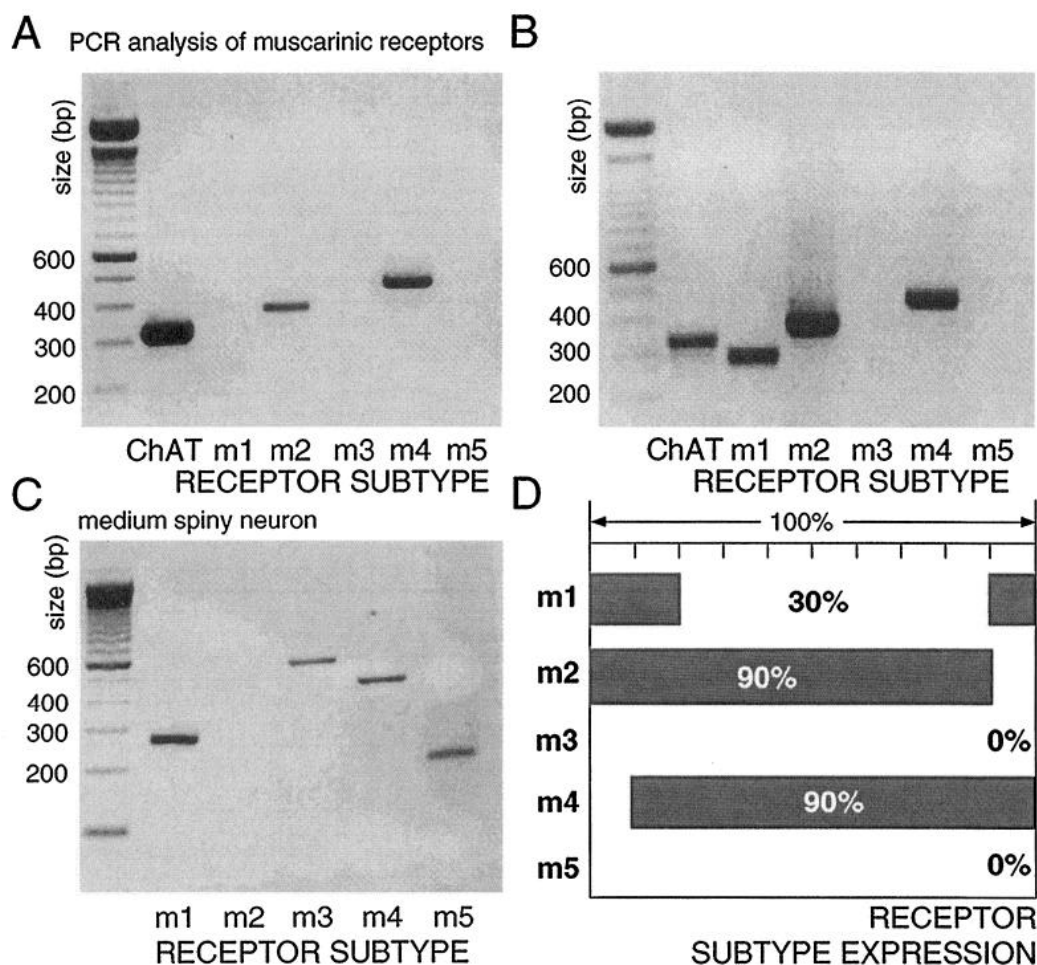 A PCR analysis of muscarinic receptors
size (bp)
600
400
300
200
ChAT m1 m2 m3 m4 m5
RECEPTOR SUBTYPE
B
size (bp)
600
400
300
200
ChAT m1 m2 m3 m4 m5
RECEPTOR SUBTYPE
C
medium spiny neuron
size (bp)
600
400
300
200
m1 m2 m3 m4 m5
RECEPTOR SUBTYPE
D
100%
m1 30%
m2 90%
m3 0%
m4 90%
m5 0%
RECEPTOR
SUBTYPE EXPRESSION